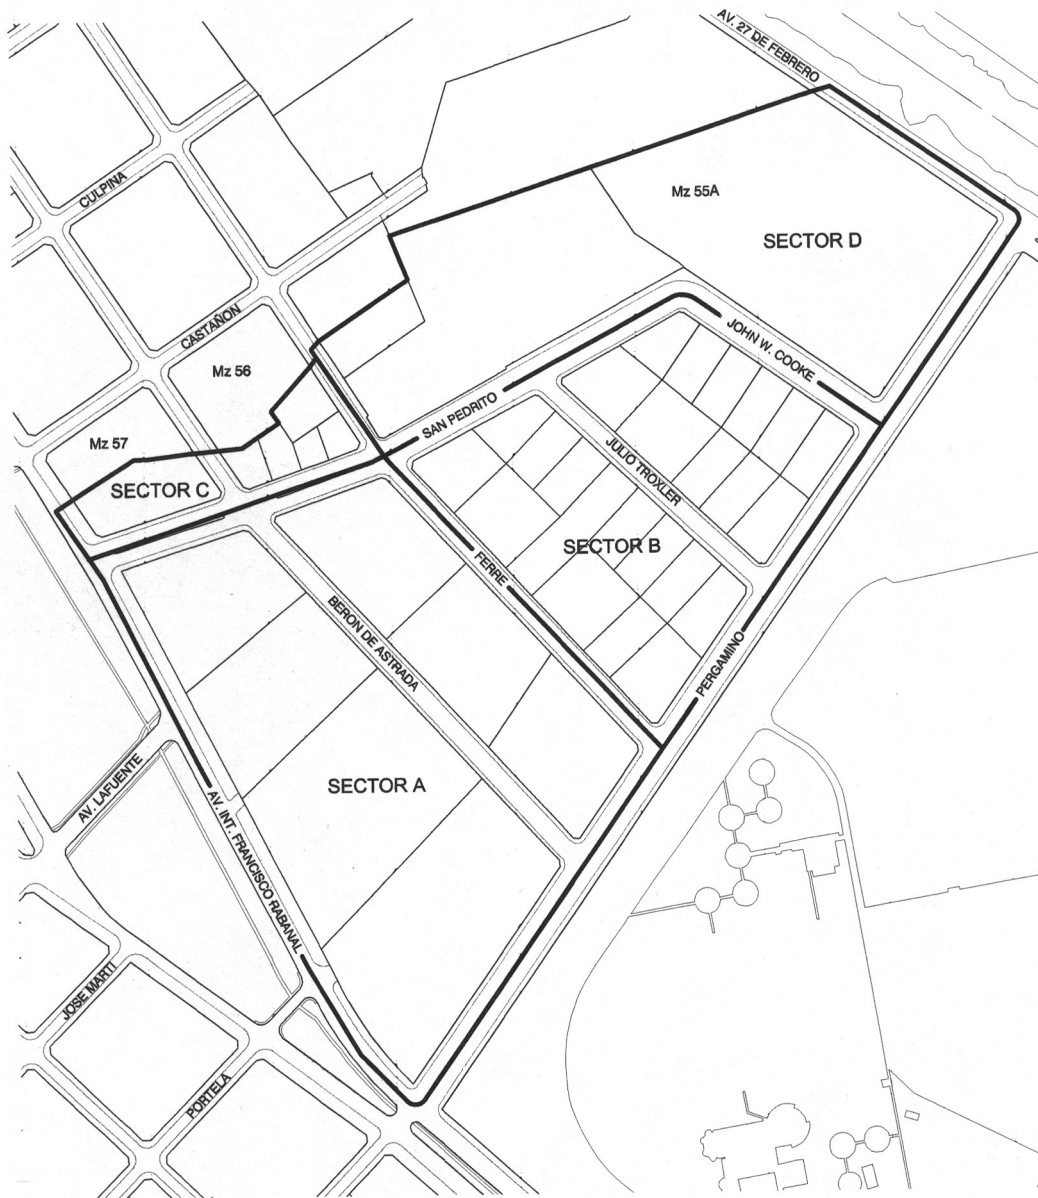 AV. 27 DE FEBRERO
CULPINA
Mz 55A
SECTOR D
CASTAÑON
JOHN W. COOKE
Mz 56
SAN PEDRITO
Mz 57
JULIO TROXLER
SECTOR C
SECTOR B
FERRE
BERON DE ASTRADA
PERGAMINO
AV. LAFUENTE
SECTOR A
AV. INT. FRANCISCO RABANAL
JOSE MARTI
PORTELA